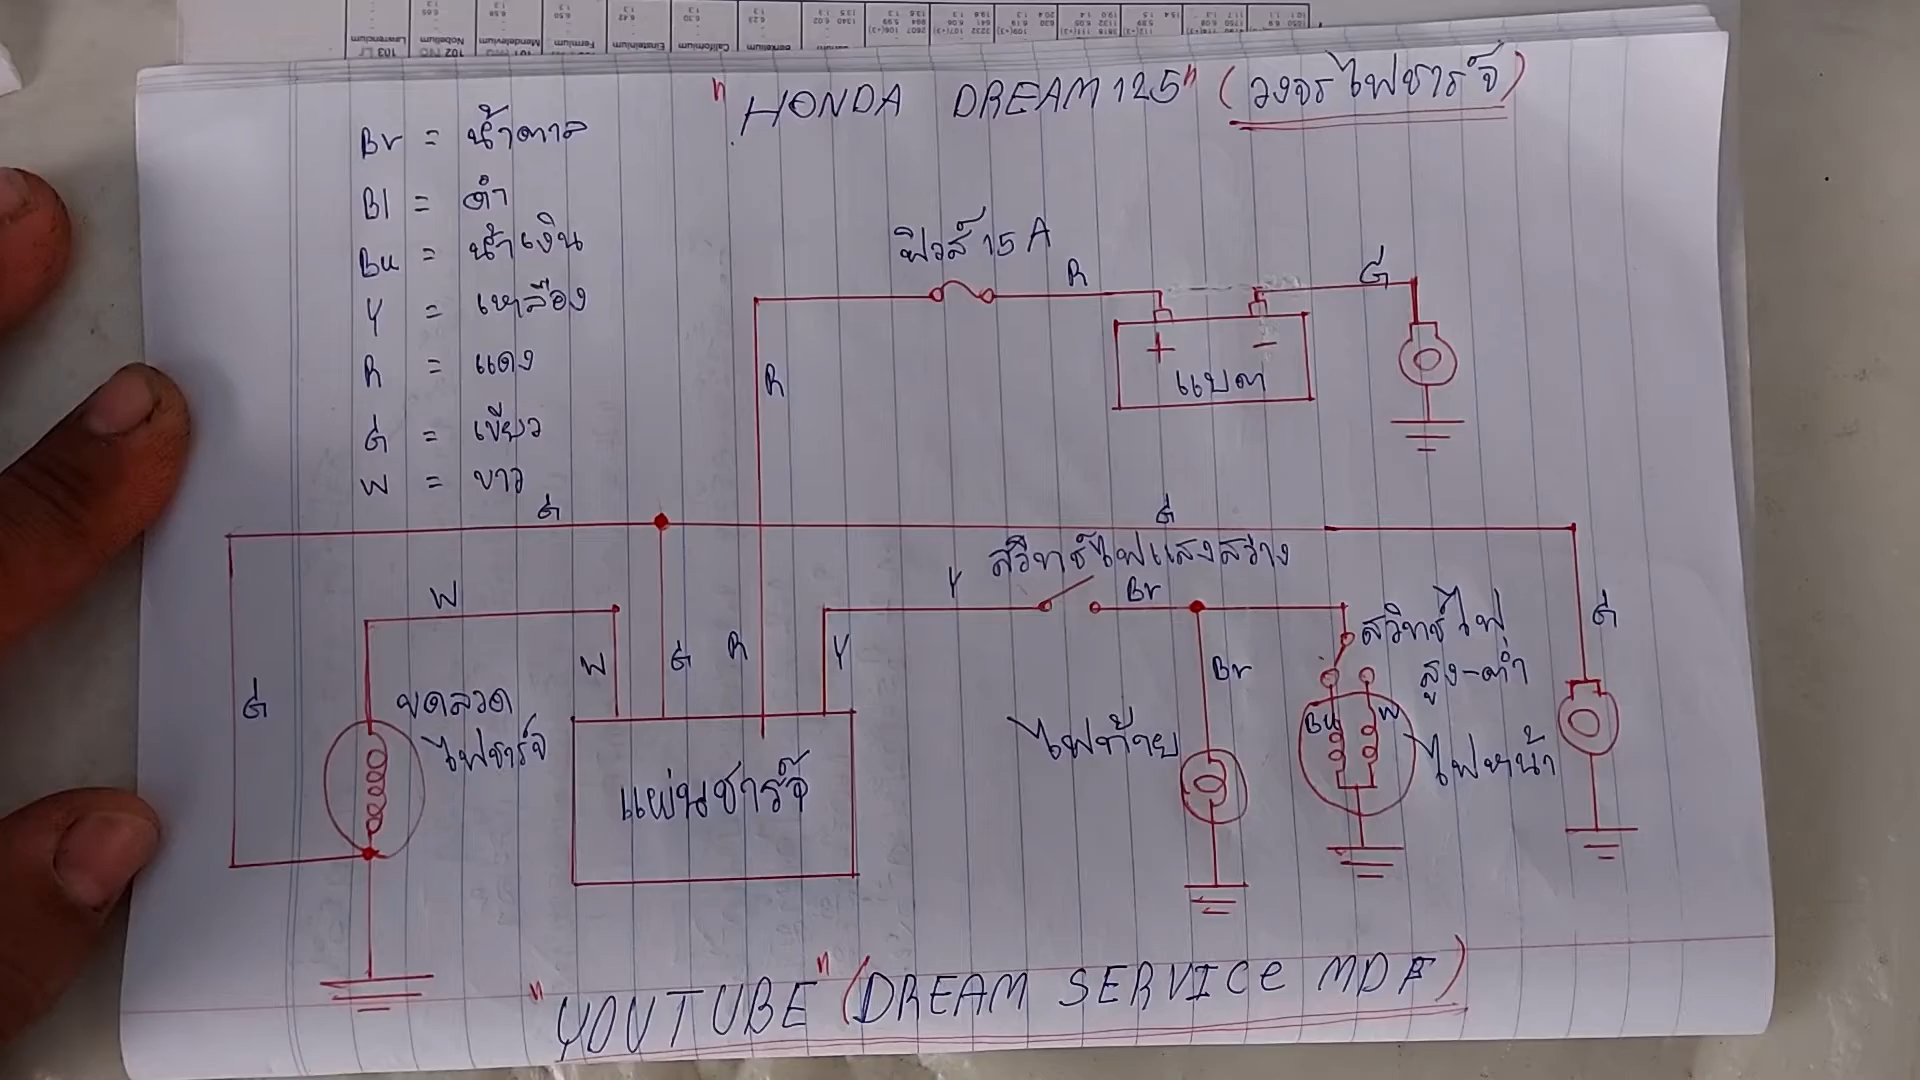 "HONDA DREAM 125" (วงจรไฟชาร์จ)
Br = น้ำตาล
Bl = ดำ
Bu = น้ำเงิน
Y = เหลือง
R = แดง
G = เขียว
W = ขาว
ฟิวส์ 15 A
R
G
R
+ -
แบต
G
G
สวิทช์ไฟแสงสว่าง
W
Y
Br
G
สวิทช์ไฟ
สูง-ต่ำ
W
G
R
Y
Br
G
ขดลวด
ไฟชาร์จ
Bu
W
ไฟท้าย
ไฟหน้า
แผ่นชาร์จ
"YOUTUBE" (DREAM SERVICE MDF)